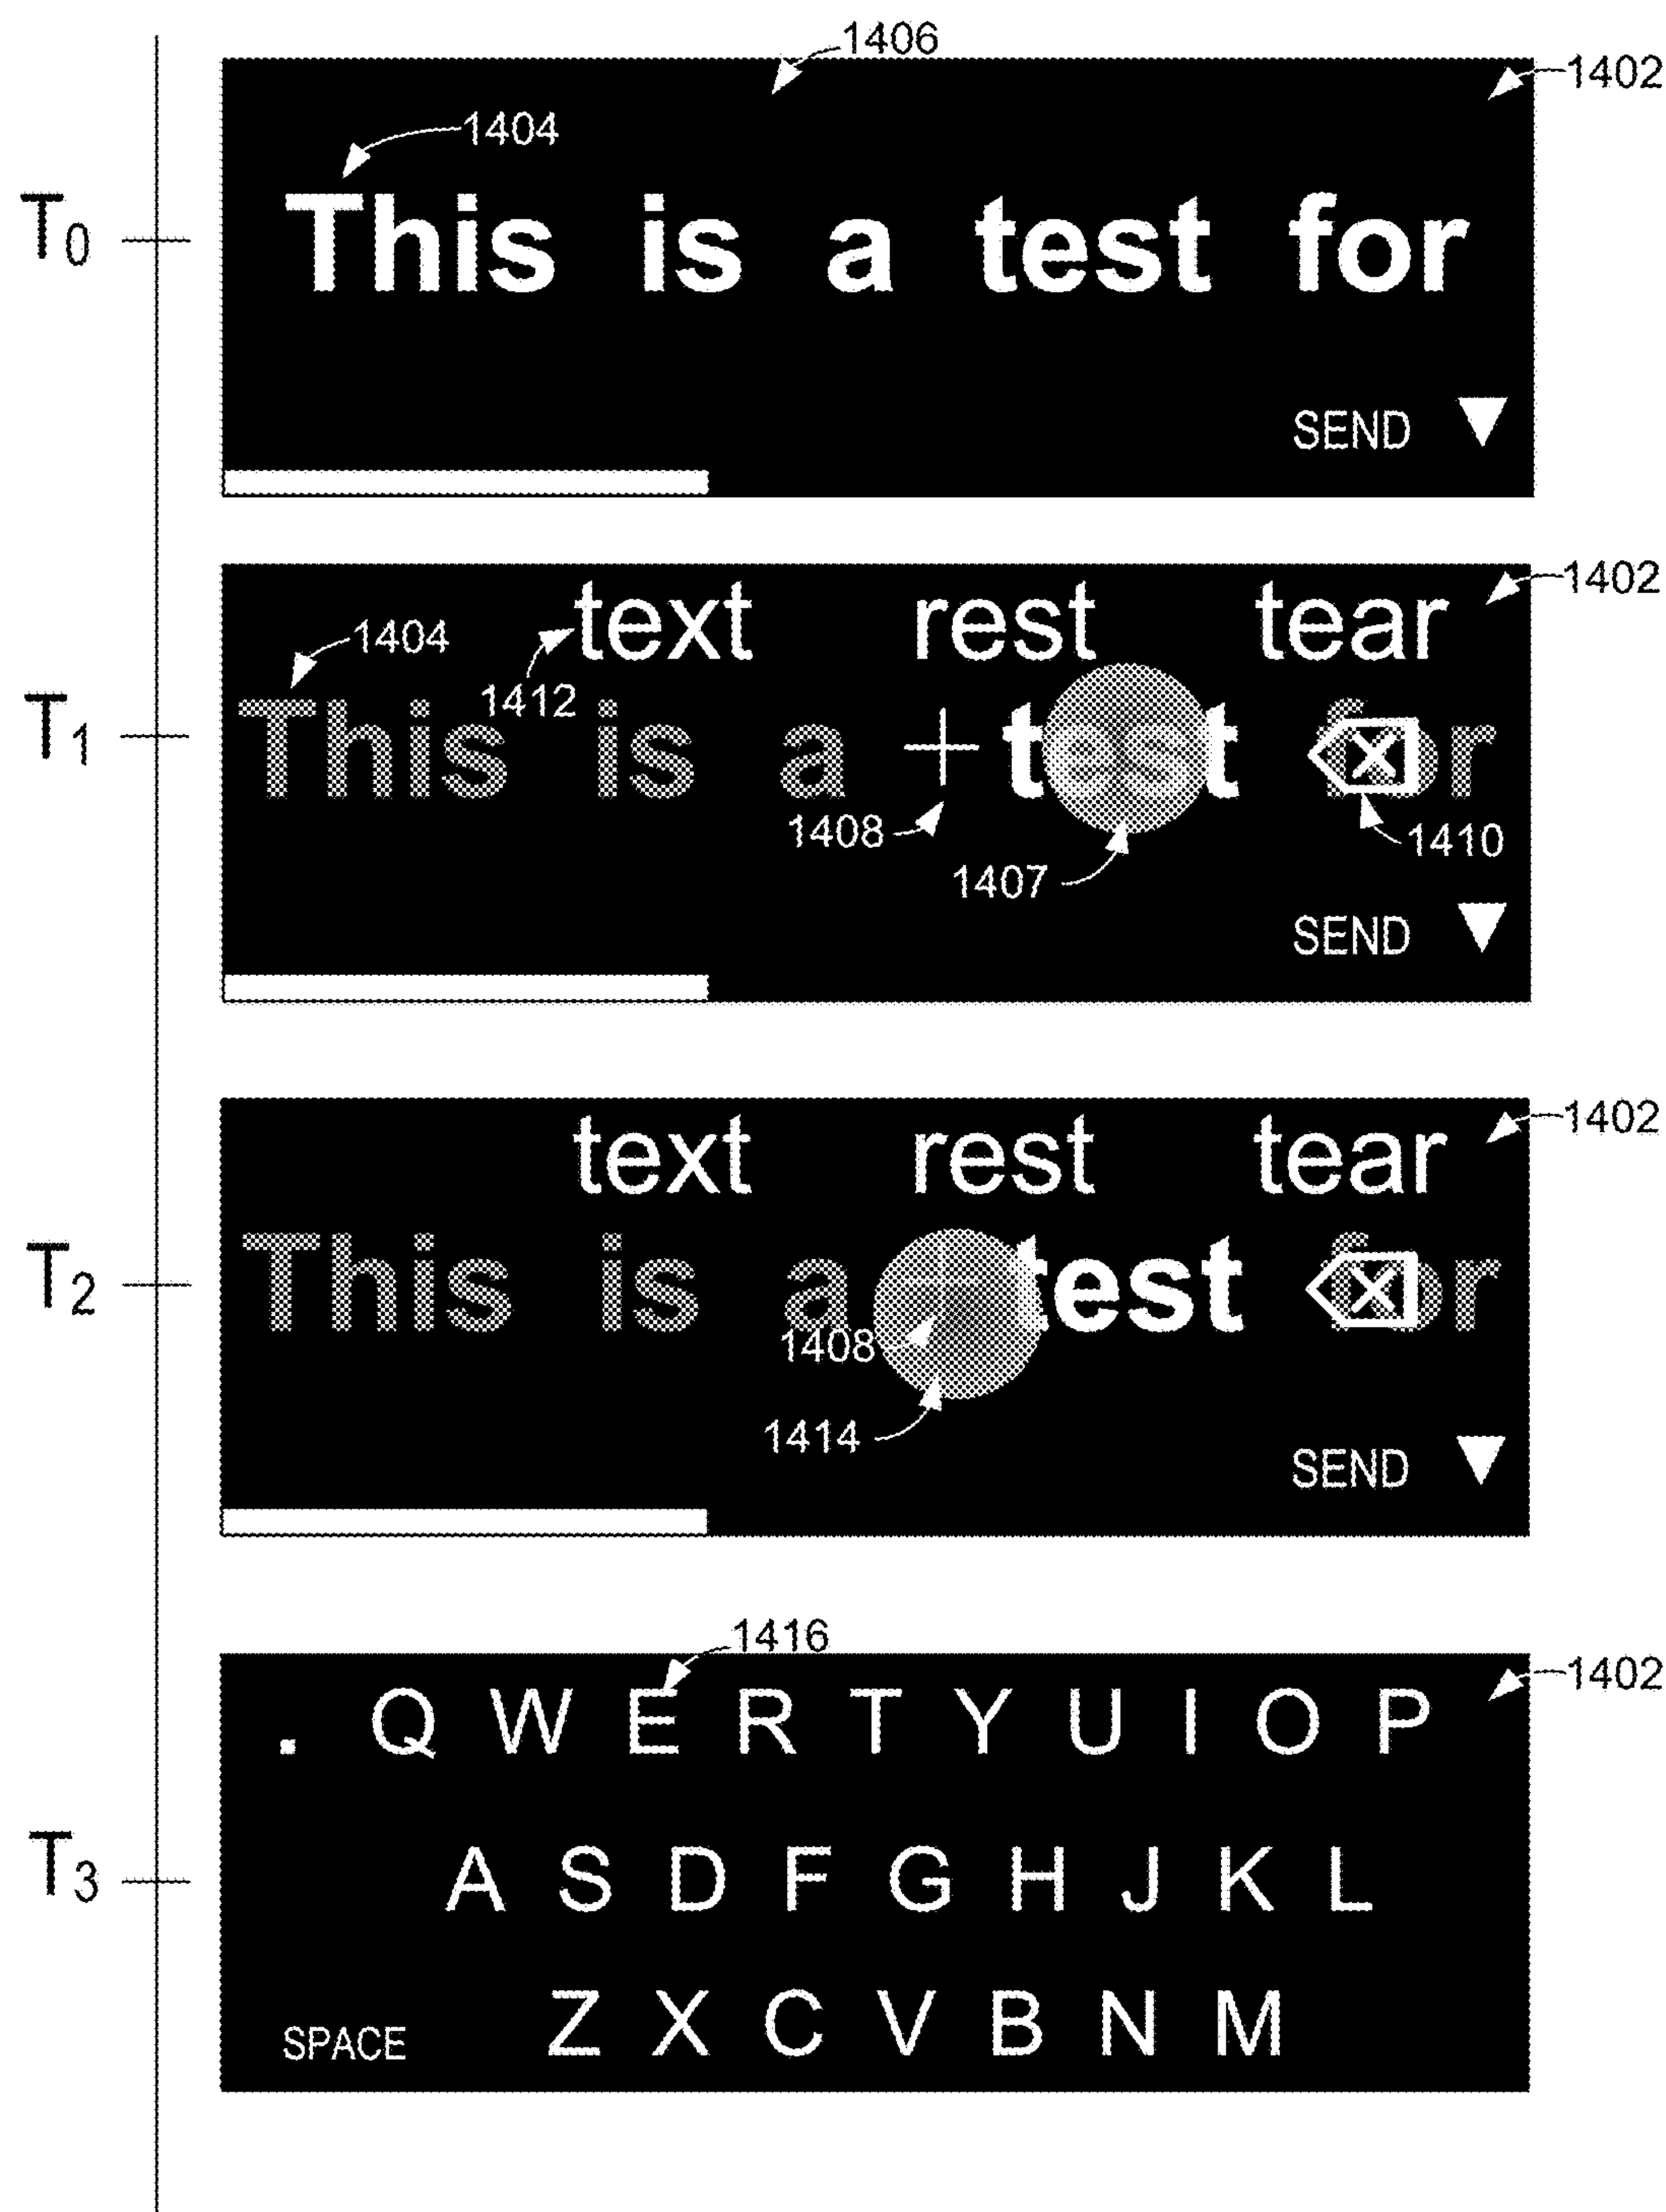 1406
1402
1404
T0
This is a test for
SEND
1402
text rest tear
1404
1412
T1
This is a test for
1408
1410
1407
SEND
1402
text rest tear
T2
This is a test for
1408
1414
SEND
1416
1402
. Q W E R T Y U I O P
T3
A S D F G H J K L
Z X C V B N M
SPACE